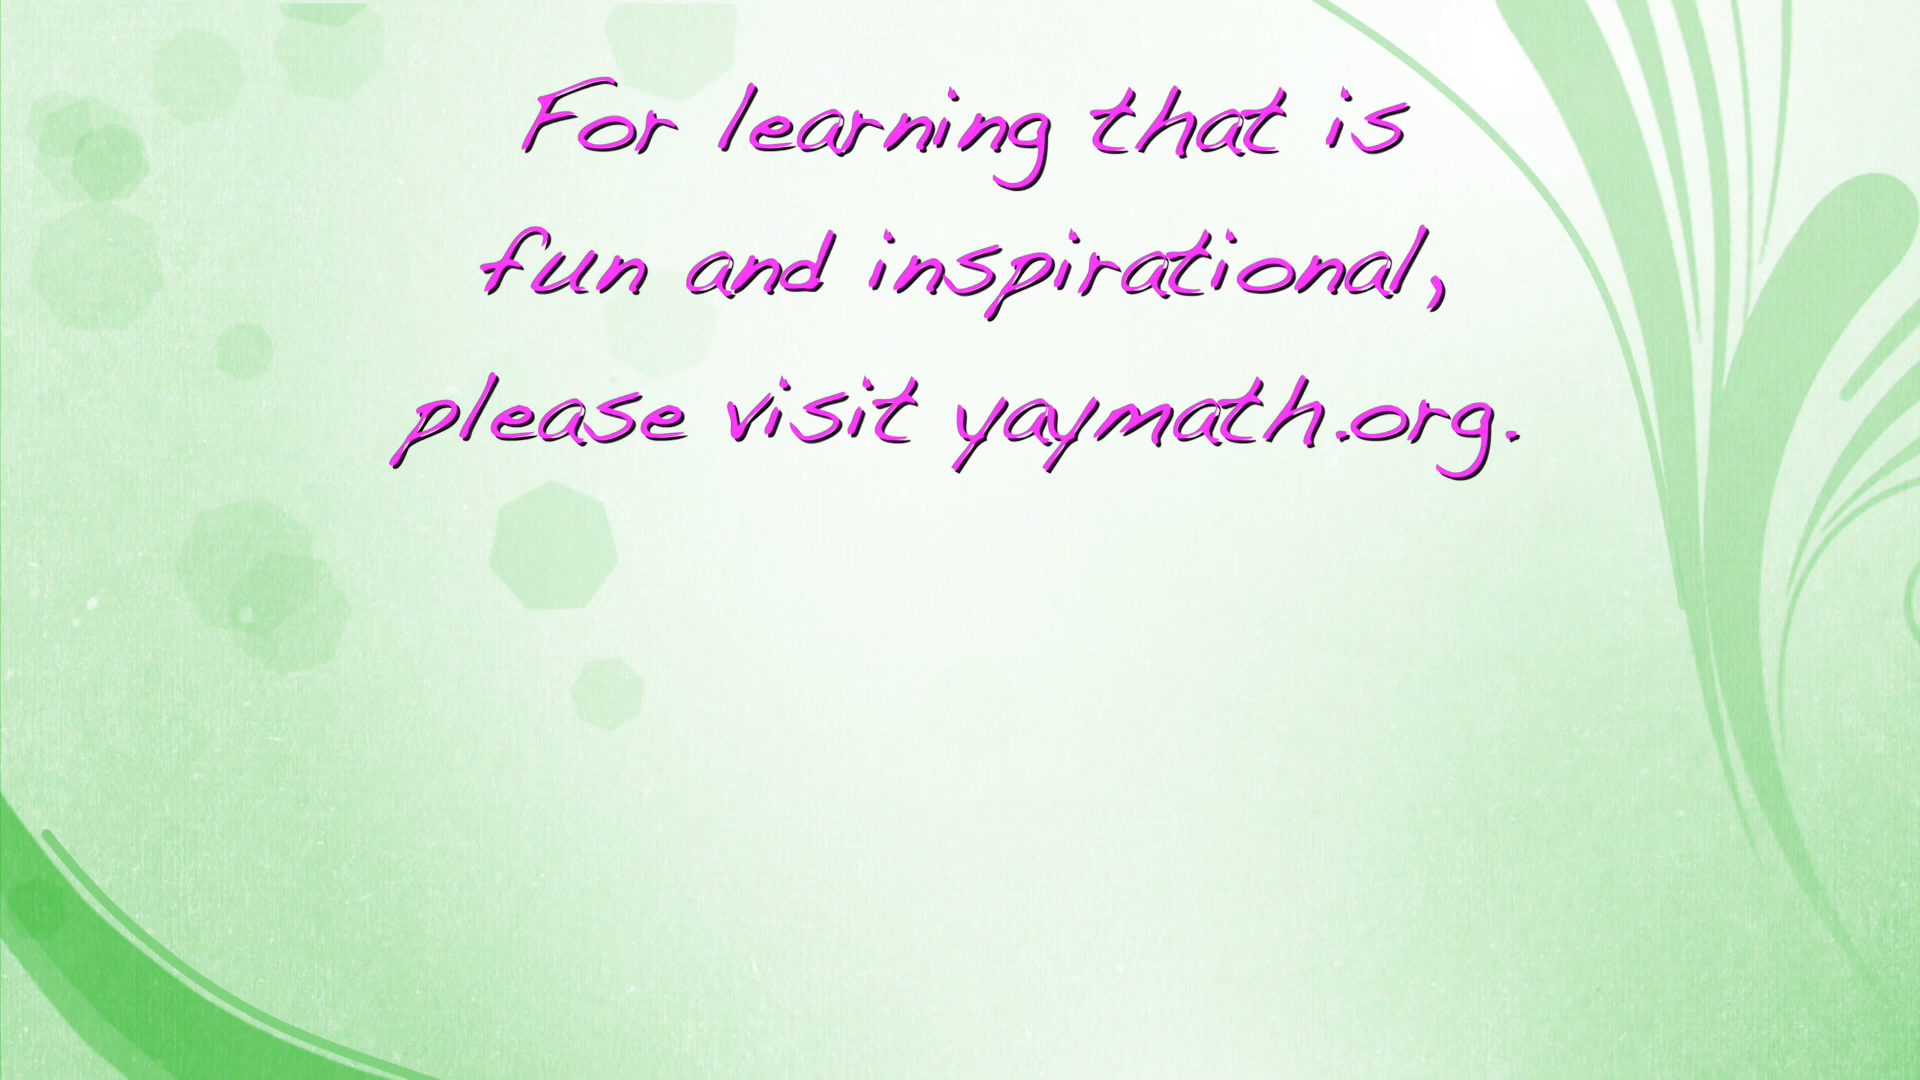 For learning that is
fun and inspirational,
please visit yaymath.org.